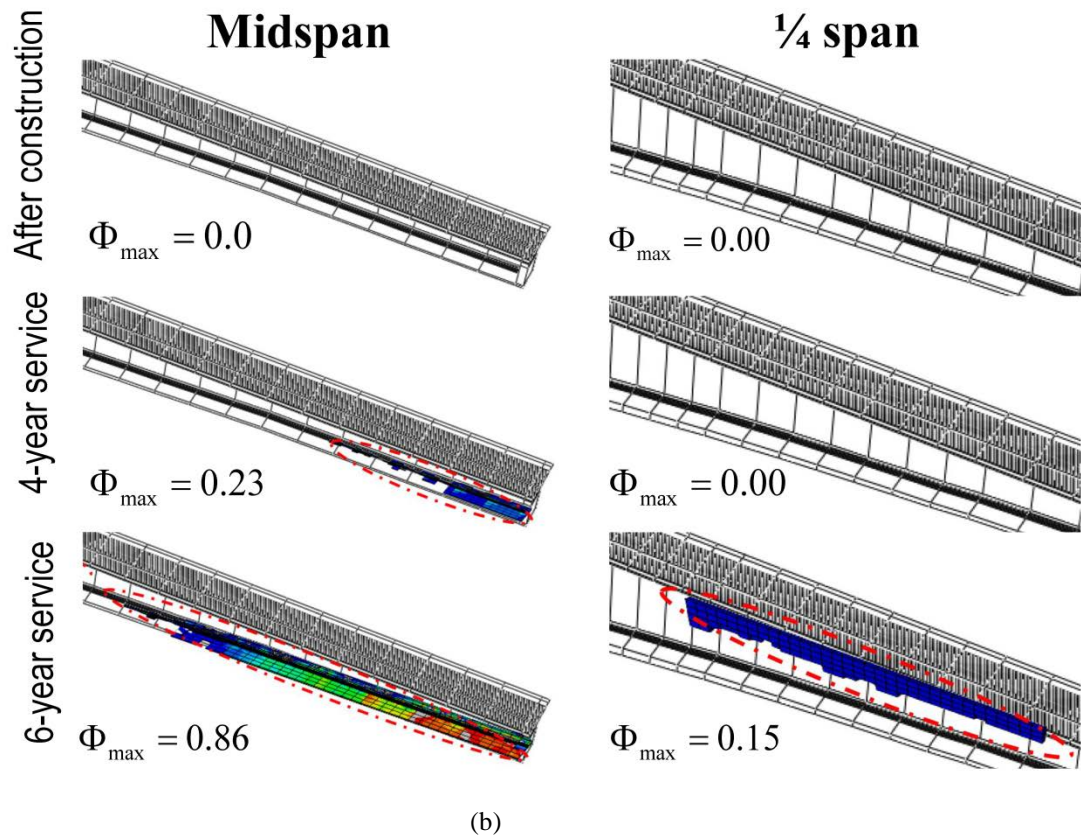 Midspan
¼ span
After construction
Φmax = 0.0
Φmax = 0.00
4-year service
Φmax = 0.23
Φmax = 0.00
6-year service
Φmax = 0.86
Φmax = 0.15
(b)